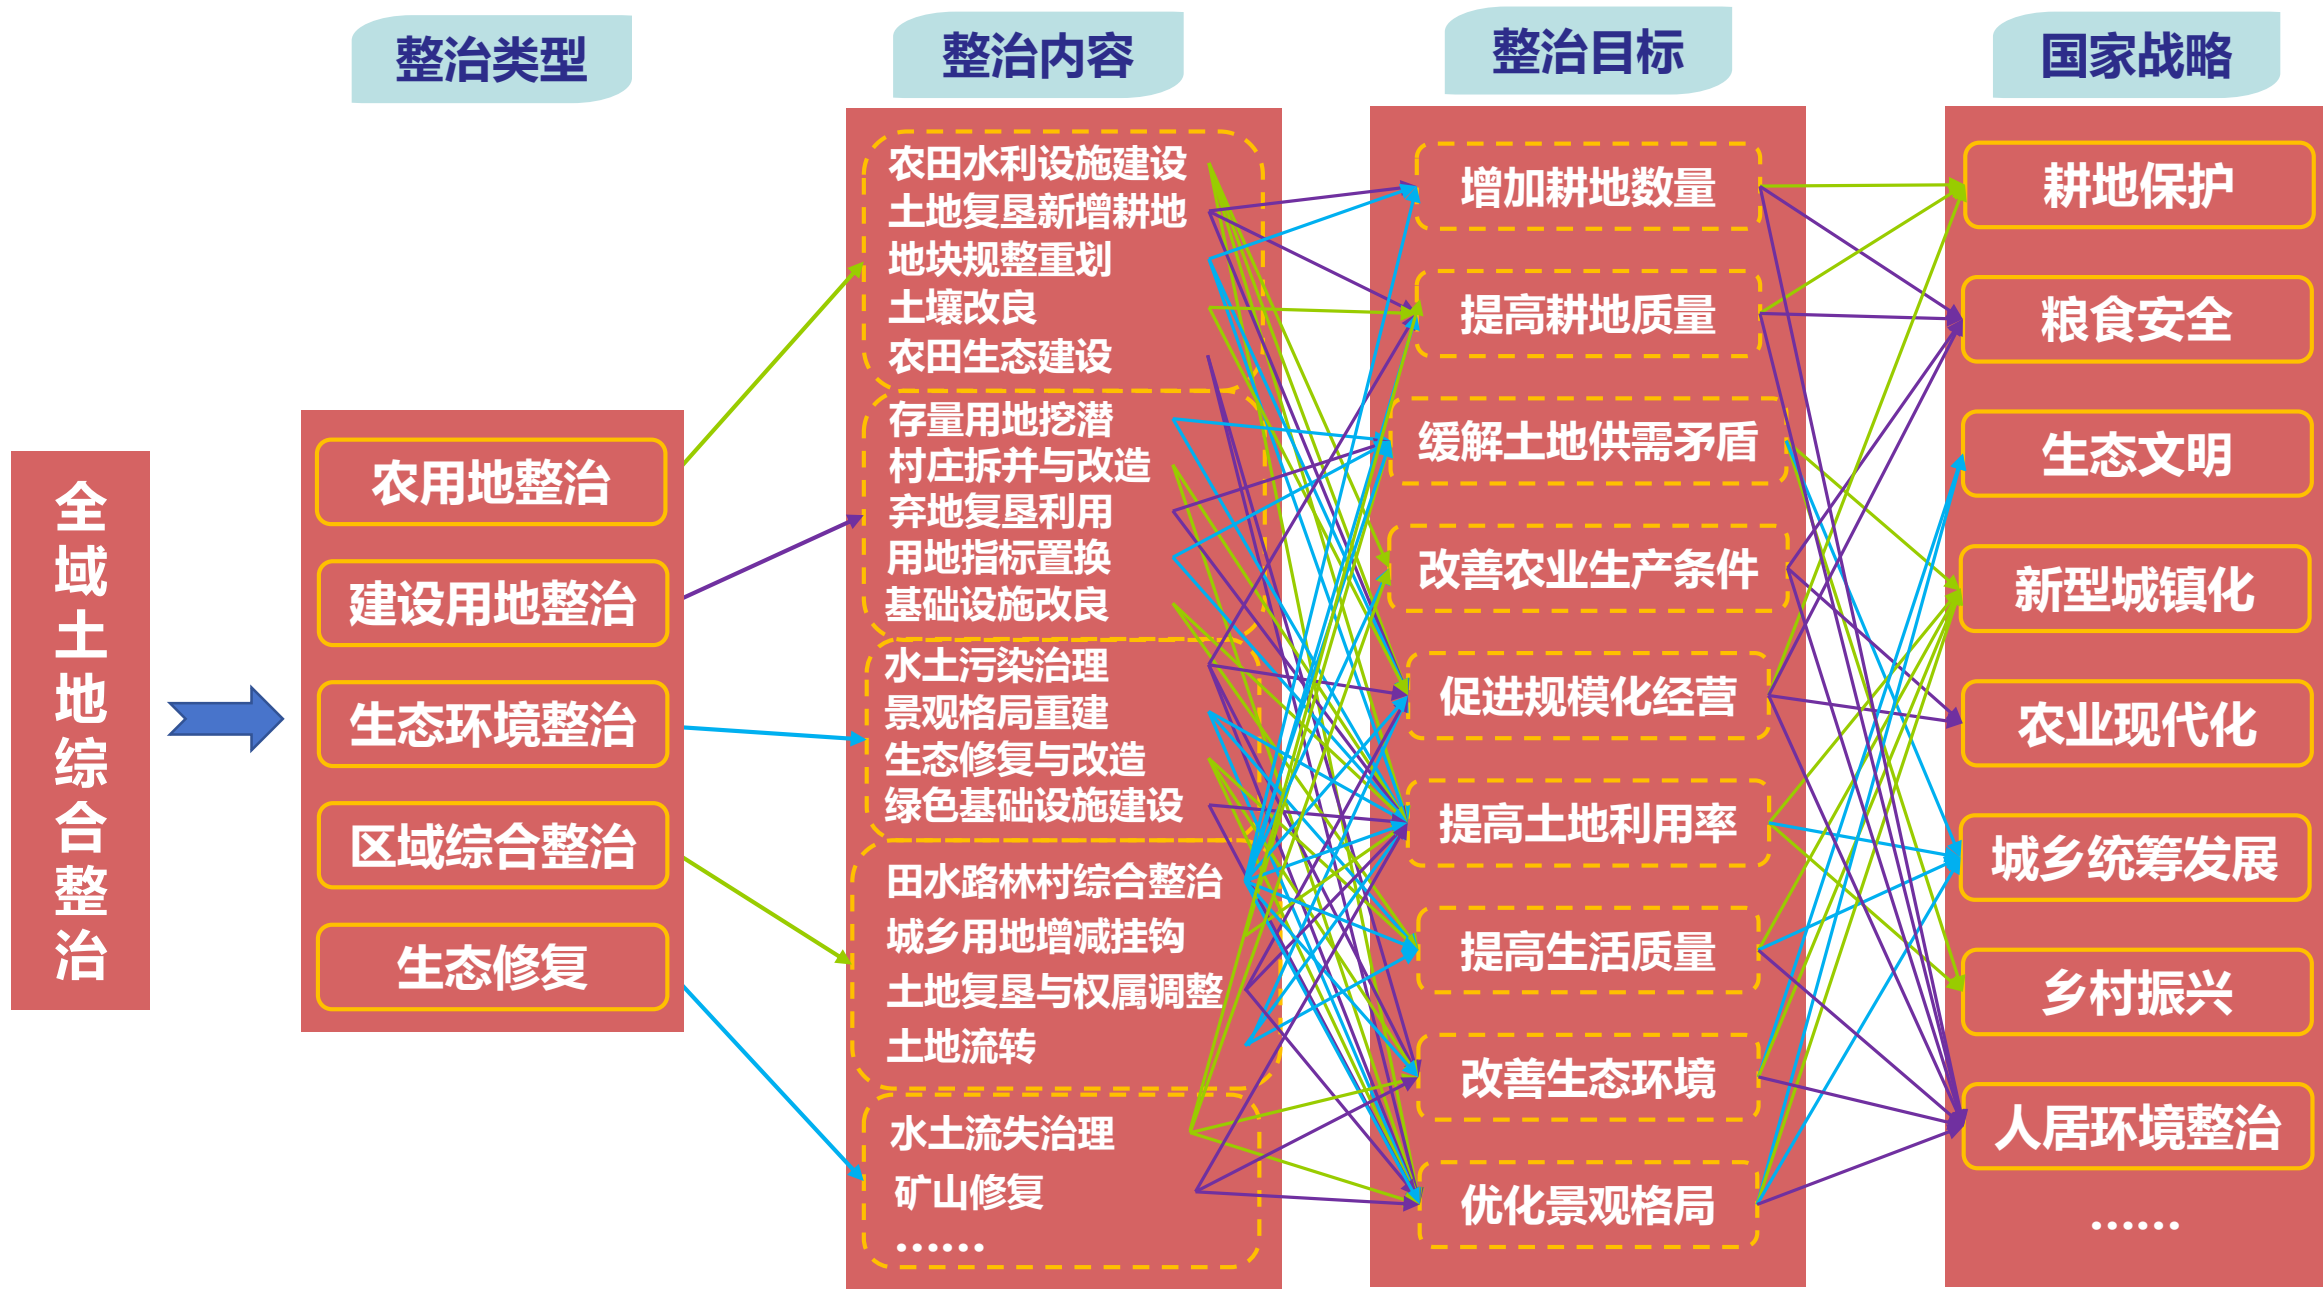 整治类型
整治内容
整治目标
国家战略
全域土地综合整治
农用地整治
建设用地整治
生态环境整治
区域综合整治
生态修复
农田水利设施建设
土地复垦新增耕地
地块规整重划
土壤改良
农田生态建设
存量用地挖潜
村庄拆并与改造
弃地复垦利用
用地指标置换
基础设施改良
水土污染治理
景观格局重建
生态修复与改造
绿色基础设施建设
田水路林村综合整治
城乡用地增减挂钩
土地复垦与权属调整
土地流转
水土流失治理
矿山修复
……
增加耕地数量
提高耕地质量
缓解土地供需矛盾
改善农业生产条件
促进规模化经营
提高土地利用率
提高生活质量
改善生态环境
优化景观格局
耕地保护
粮食安全
生态文明
新型城镇化
农业现代化
城乡统筹发展
乡村振兴
人居环境整治
……